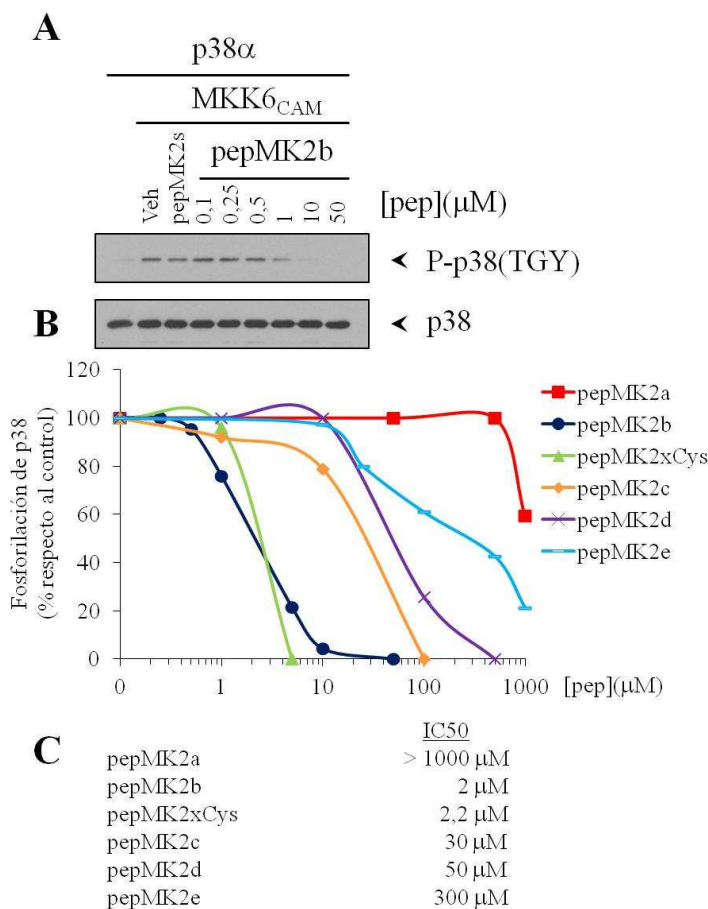 A
p38α
MKK6CAM
pepMK2b
Veh pepMK2s 0,1 0,25 0,5 1 10 50 [pep](µM)
P-p38(TGY)
p38
B
120
100
80
60
40
20
0
Fosforilación de p38
(% respecto al control)
0 1 10 100 1000 [pep](µM)
pepMK2a
pepMK2b
pepMK2xCys
pepMK2c
pepMK2d
pepMK2e
C
IC50
pepMK2a > 1000 µM
pepMK2b 2 µM
pepMK2xCys 2,2 µM
pepMK2c 30 µM
pepMK2d 50 µM
pepMK2e 300 µM